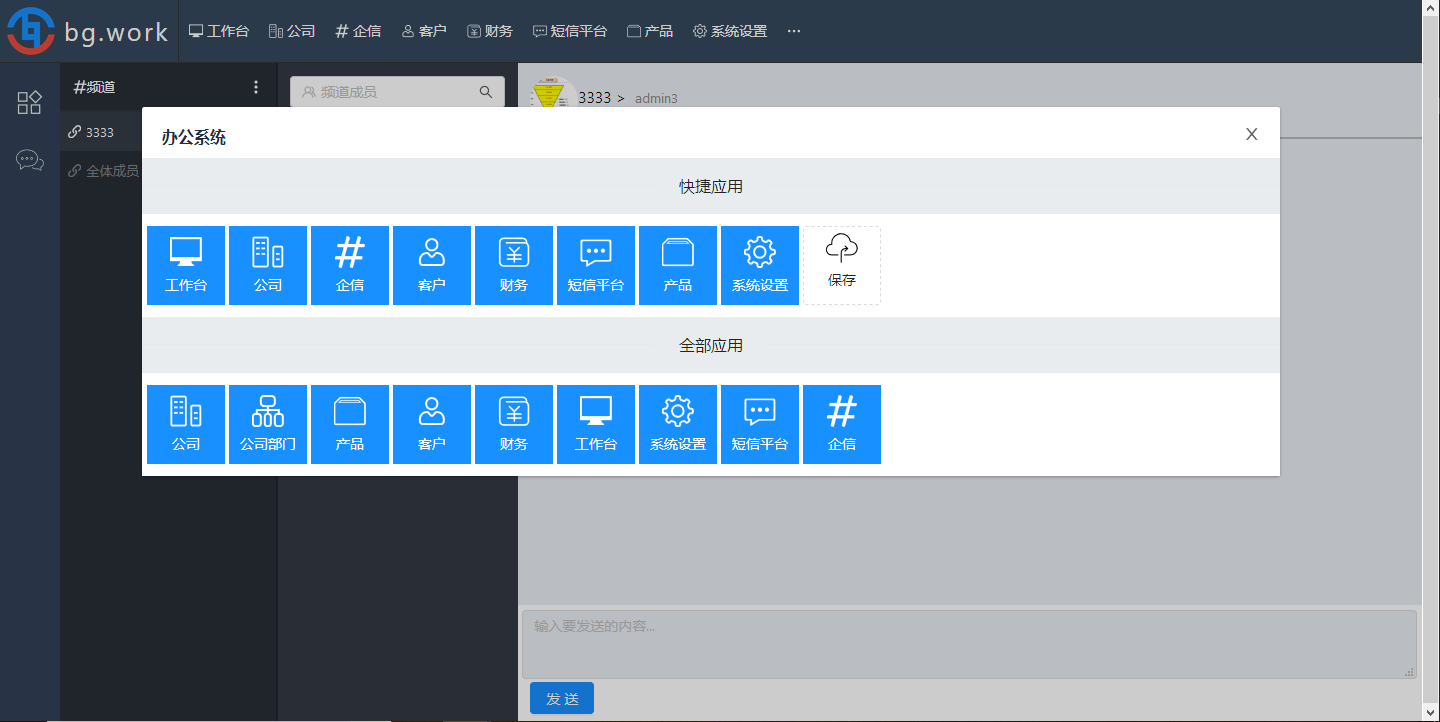 bg.work 工作台 公司 # 企信 客户 财务 短信平台 产品 系统设置 ...
#频道
频道成员
3333 > admin3
3333
全体成员
办公系统
快捷应用
工作台 公司 企信 客户 财务 短信平台 产品 系统设置 保存
全部应用
公司 公司部门 产品 客户 财务 工作台 系统设置 短信平台 企信
输入要发送的内容...
发 送